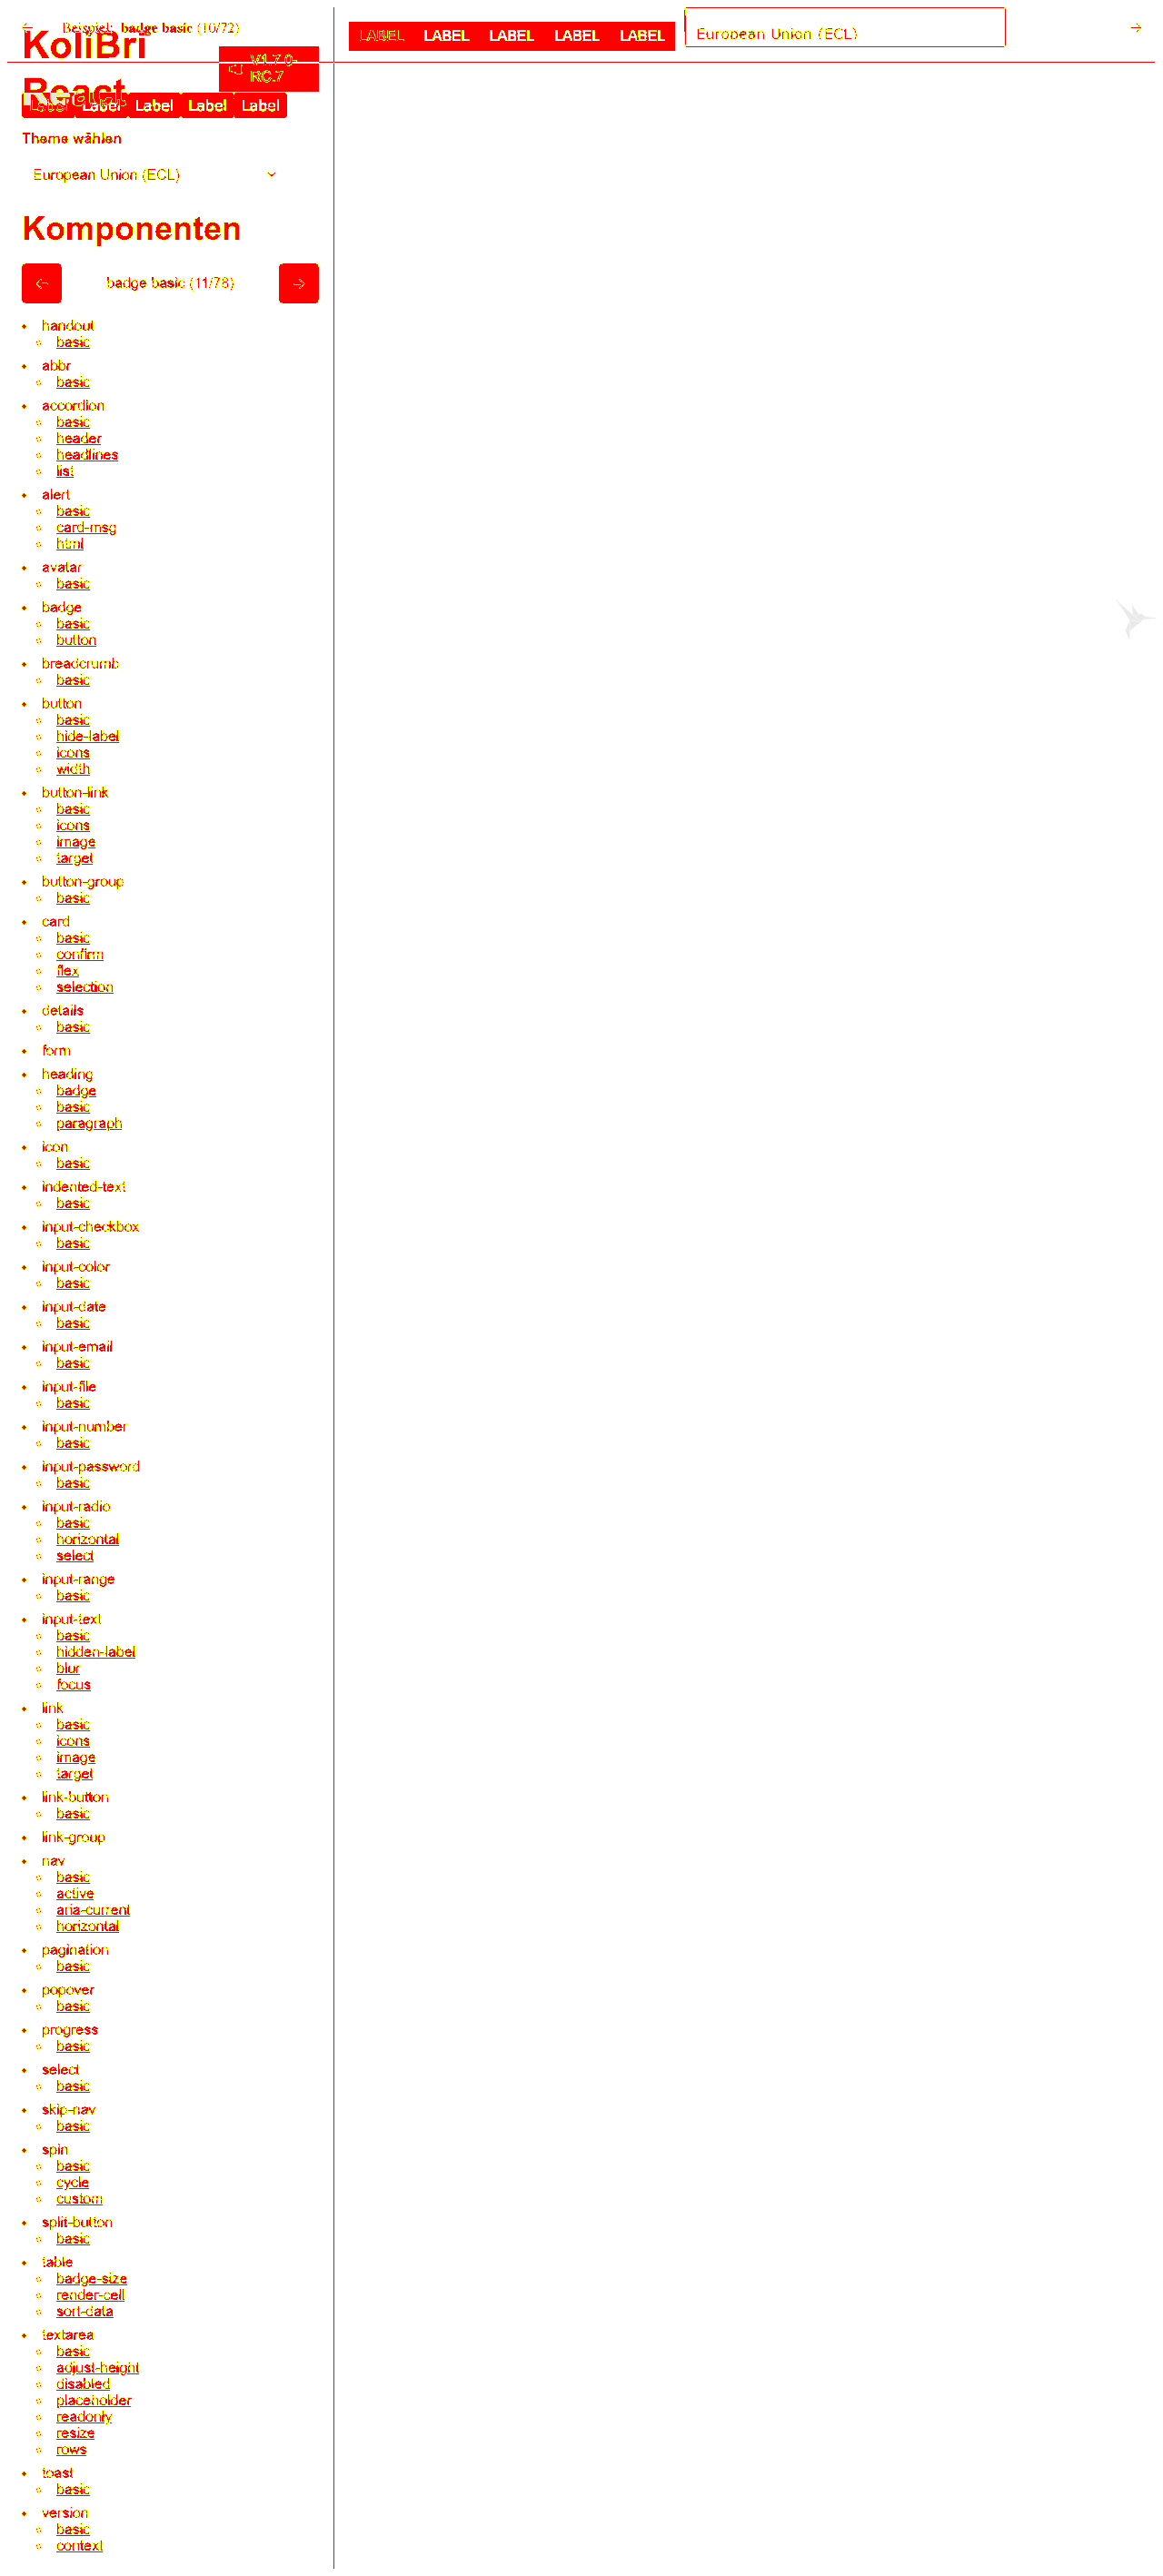 Beispiel: badge basic (10/72)
KoliBri
React
V1.7.0-
RC.7
LABEL LABEL LABEL LABEL LABEL
European Union (ECL)
Label Label Label Label Label
Theme wählen
European Union (ECL)
Komponenten
badge basic (11/78)
handout
basic
abbr
basic
accordion
basic
header
headlines
list
alert
basic
card-msg
html
avatar
basic
badge
basic
button
breadcrumb
basic
button
basic
hide-label
icons
width
button-link
basic
icons
image
target
button-group
basic
card
basic
confirm
flex
selection
details
basic
form
heading
badge
basic
paragraph
icon
basic
indented-text
basic
input-checkbox
basic
input-color
basic
input-date
basic
input-email
basic
input-file
basic
input-number
basic
input-password
basic
input-radio
basic
horizontal
select
input-range
basic
input-text
basic
hidden-label
blur
focus
link
basic
icons
image
target
link-button
basic
link-group
nav
basic
active
aria-current
horizontal
pagination
basic
popover
basic
progress
basic
select
basic
skip-nav
basic
spin
basic
cycle
custom
split-button
basic
table
badge-size
render-cell
sort-data
textarea
basic
adjust-height
disabled
placeholder
readonly
resize
rows
toast
basic
version
basic
context